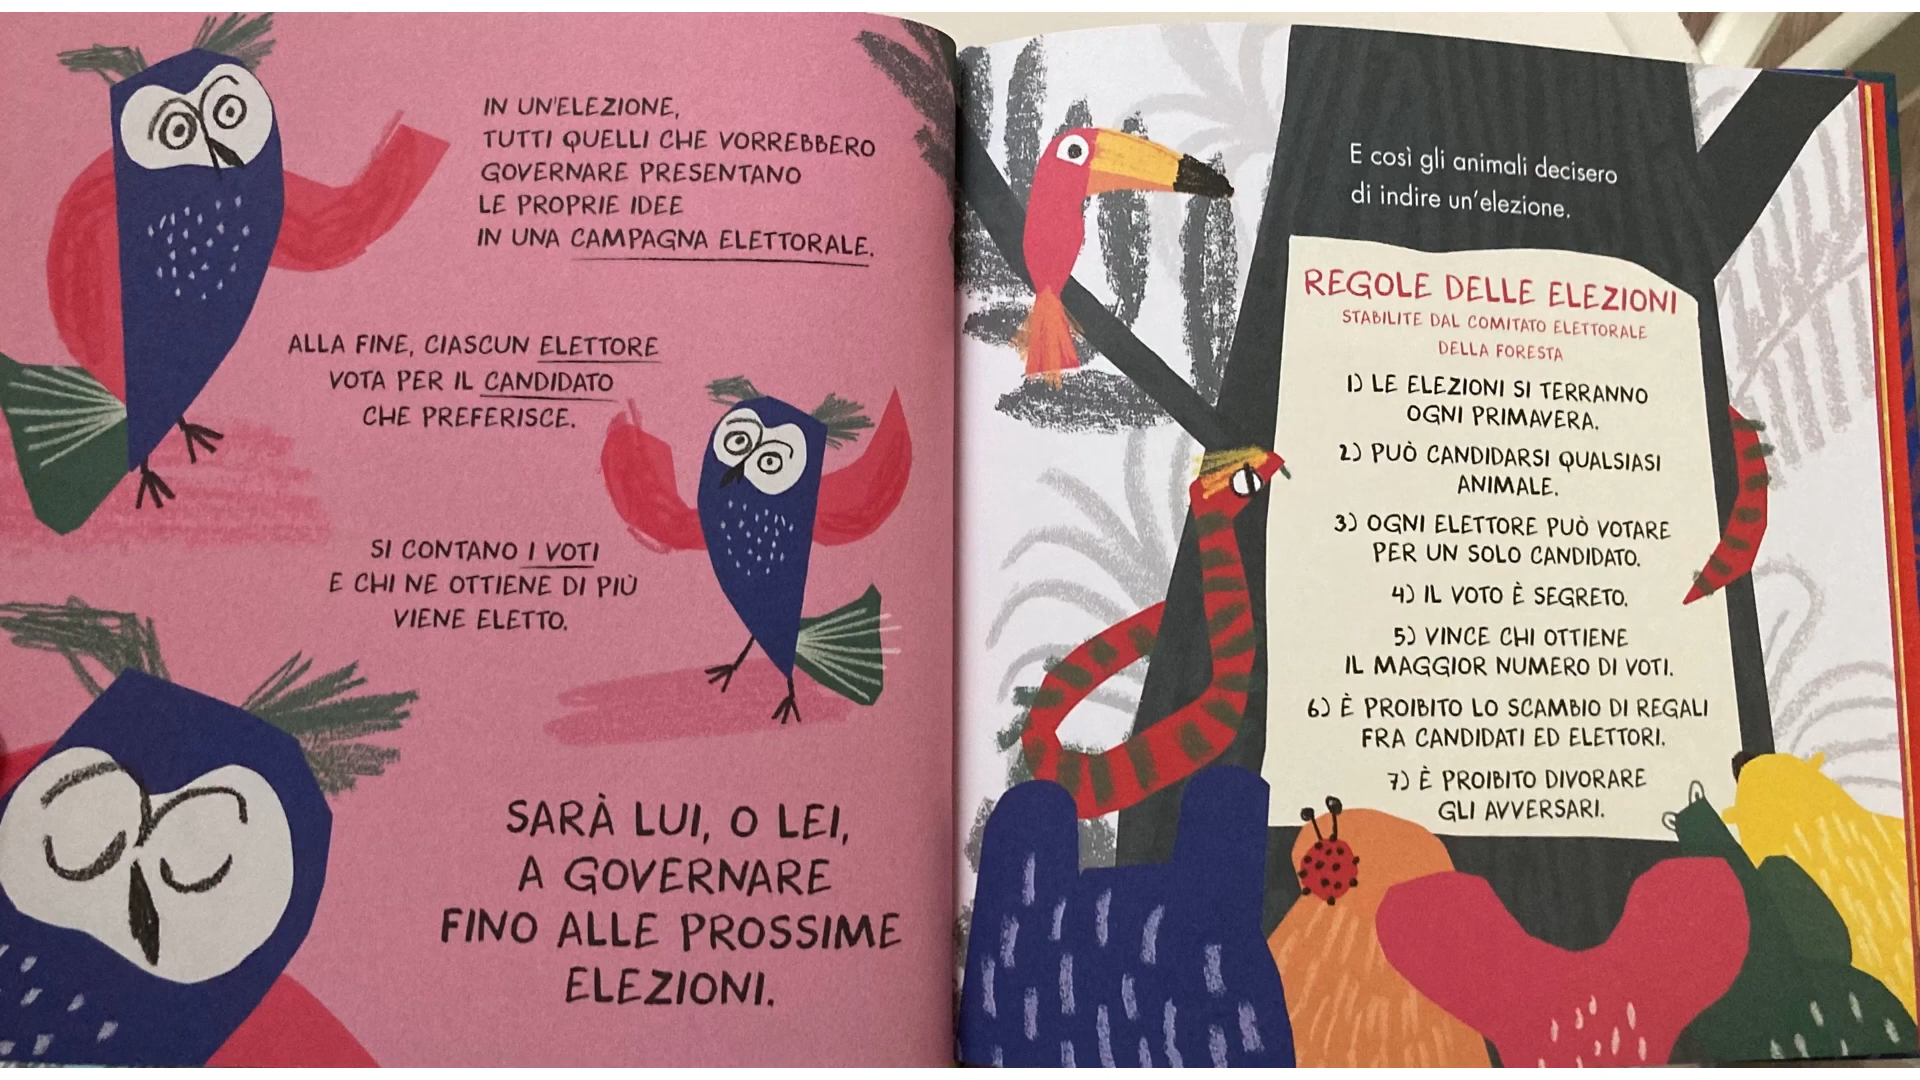 IN UN'ELEZIONE,
TUTTI QUELLI CHE VORREBBERO
GOVERNARE PRESENTANO
LE PROPRIE IDEE
IN UNA CAMPAGNA ELETTORALE.
ALLA FINE, CIASCUN ELETTORE
VOTA PER IL CANDIDATO
CHE PREFERISCE.
SI CONTANO I VOTI
E CHI NE OTTIENE DI PIÙ
VIENE ELETTO.
SARÀ LUI, O LEI,
A GOVERNARE
FINO ALLE PROSSIME
ELEZIONI.
E così gli animali decisero
di indire un'elezione.
REGOLE DELLE ELEZIONI
STABILITE DAL COMITATO ELETTORALE
DELLA FORESTA
1) LE ELEZIONI SI TERRANNO
OGNI PRIMAVERA.
2) PUÒ CANDIDARSI QUALSIASI
ANIMALE.
3) OGNI ELETTORE PUÒ VOTARE
PER UN SOLO CANDIDATO.
4) IL VOTO È SEGRETO.
5) VINCE CHI OTTIENE
IL MAGGIOR NUMERO DI VOTI.
6) È PROIBITO LO SCAMBIO DI REGALI
FRA CANDIDATI ED ELETTORI.
7) È PROIBITO DIVORARE
GLI AVVERSARI.